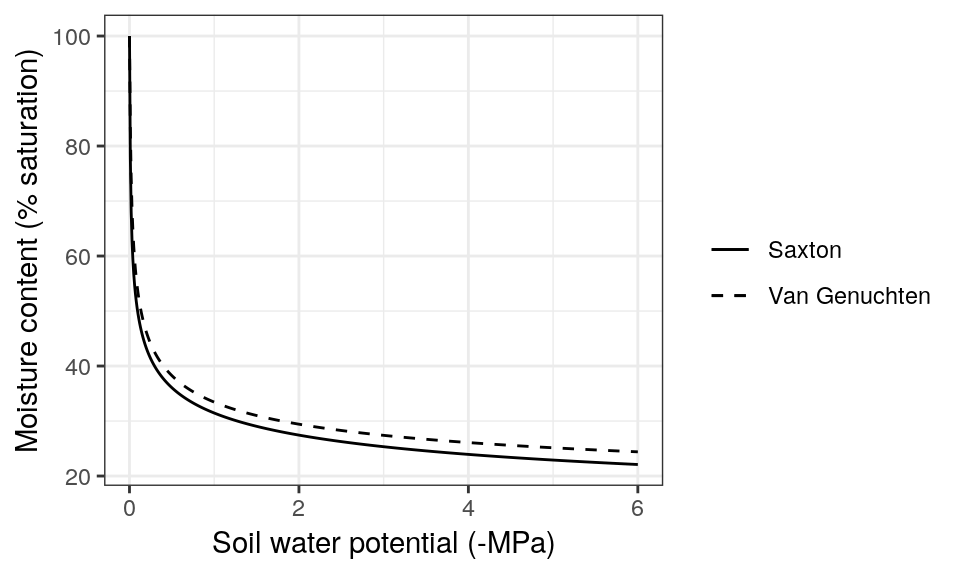 Moisture content (% saturation)
100
80
60
40
20
0 2 4 6
Soil water potential (-MPa)
Saxton
Van Genuchten